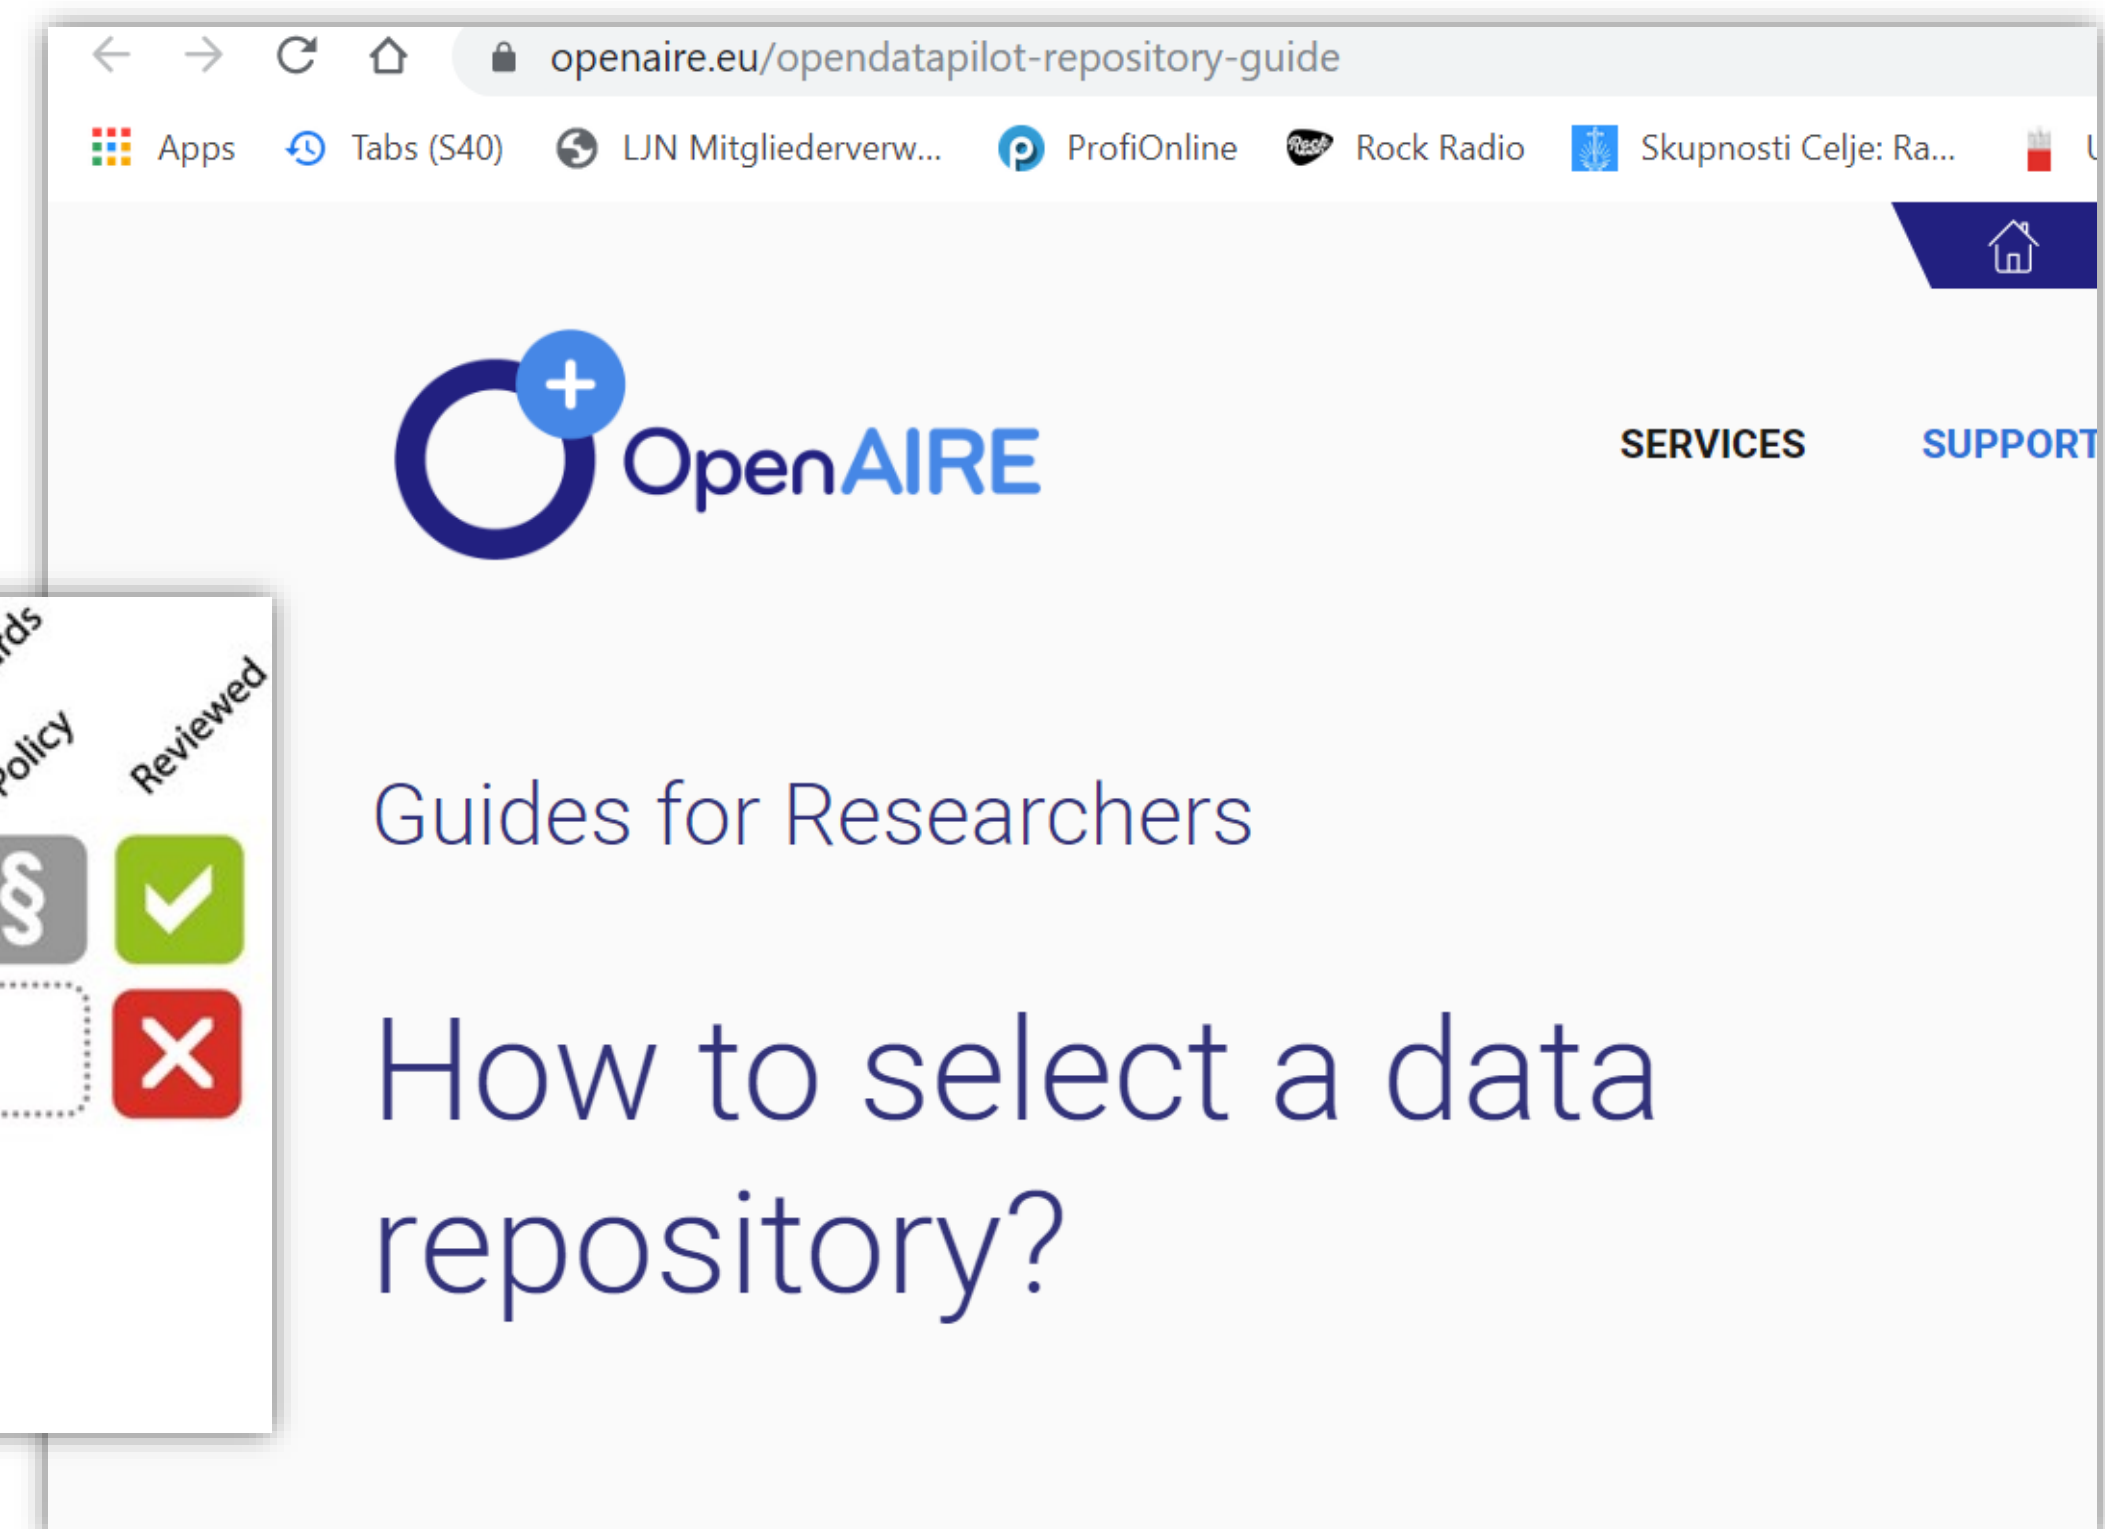 openaire.eu/opendatapilot-repository-guide
Apps Tabs (S40) LJN Mitgliederverw... ProfiOnline Rock Radio Skupnosti Celje: Ra...
OpenAIRE
SERVICES SUPPORT
Policy
Reviewed
§
Guides for Researchers
How to select a data
repository?